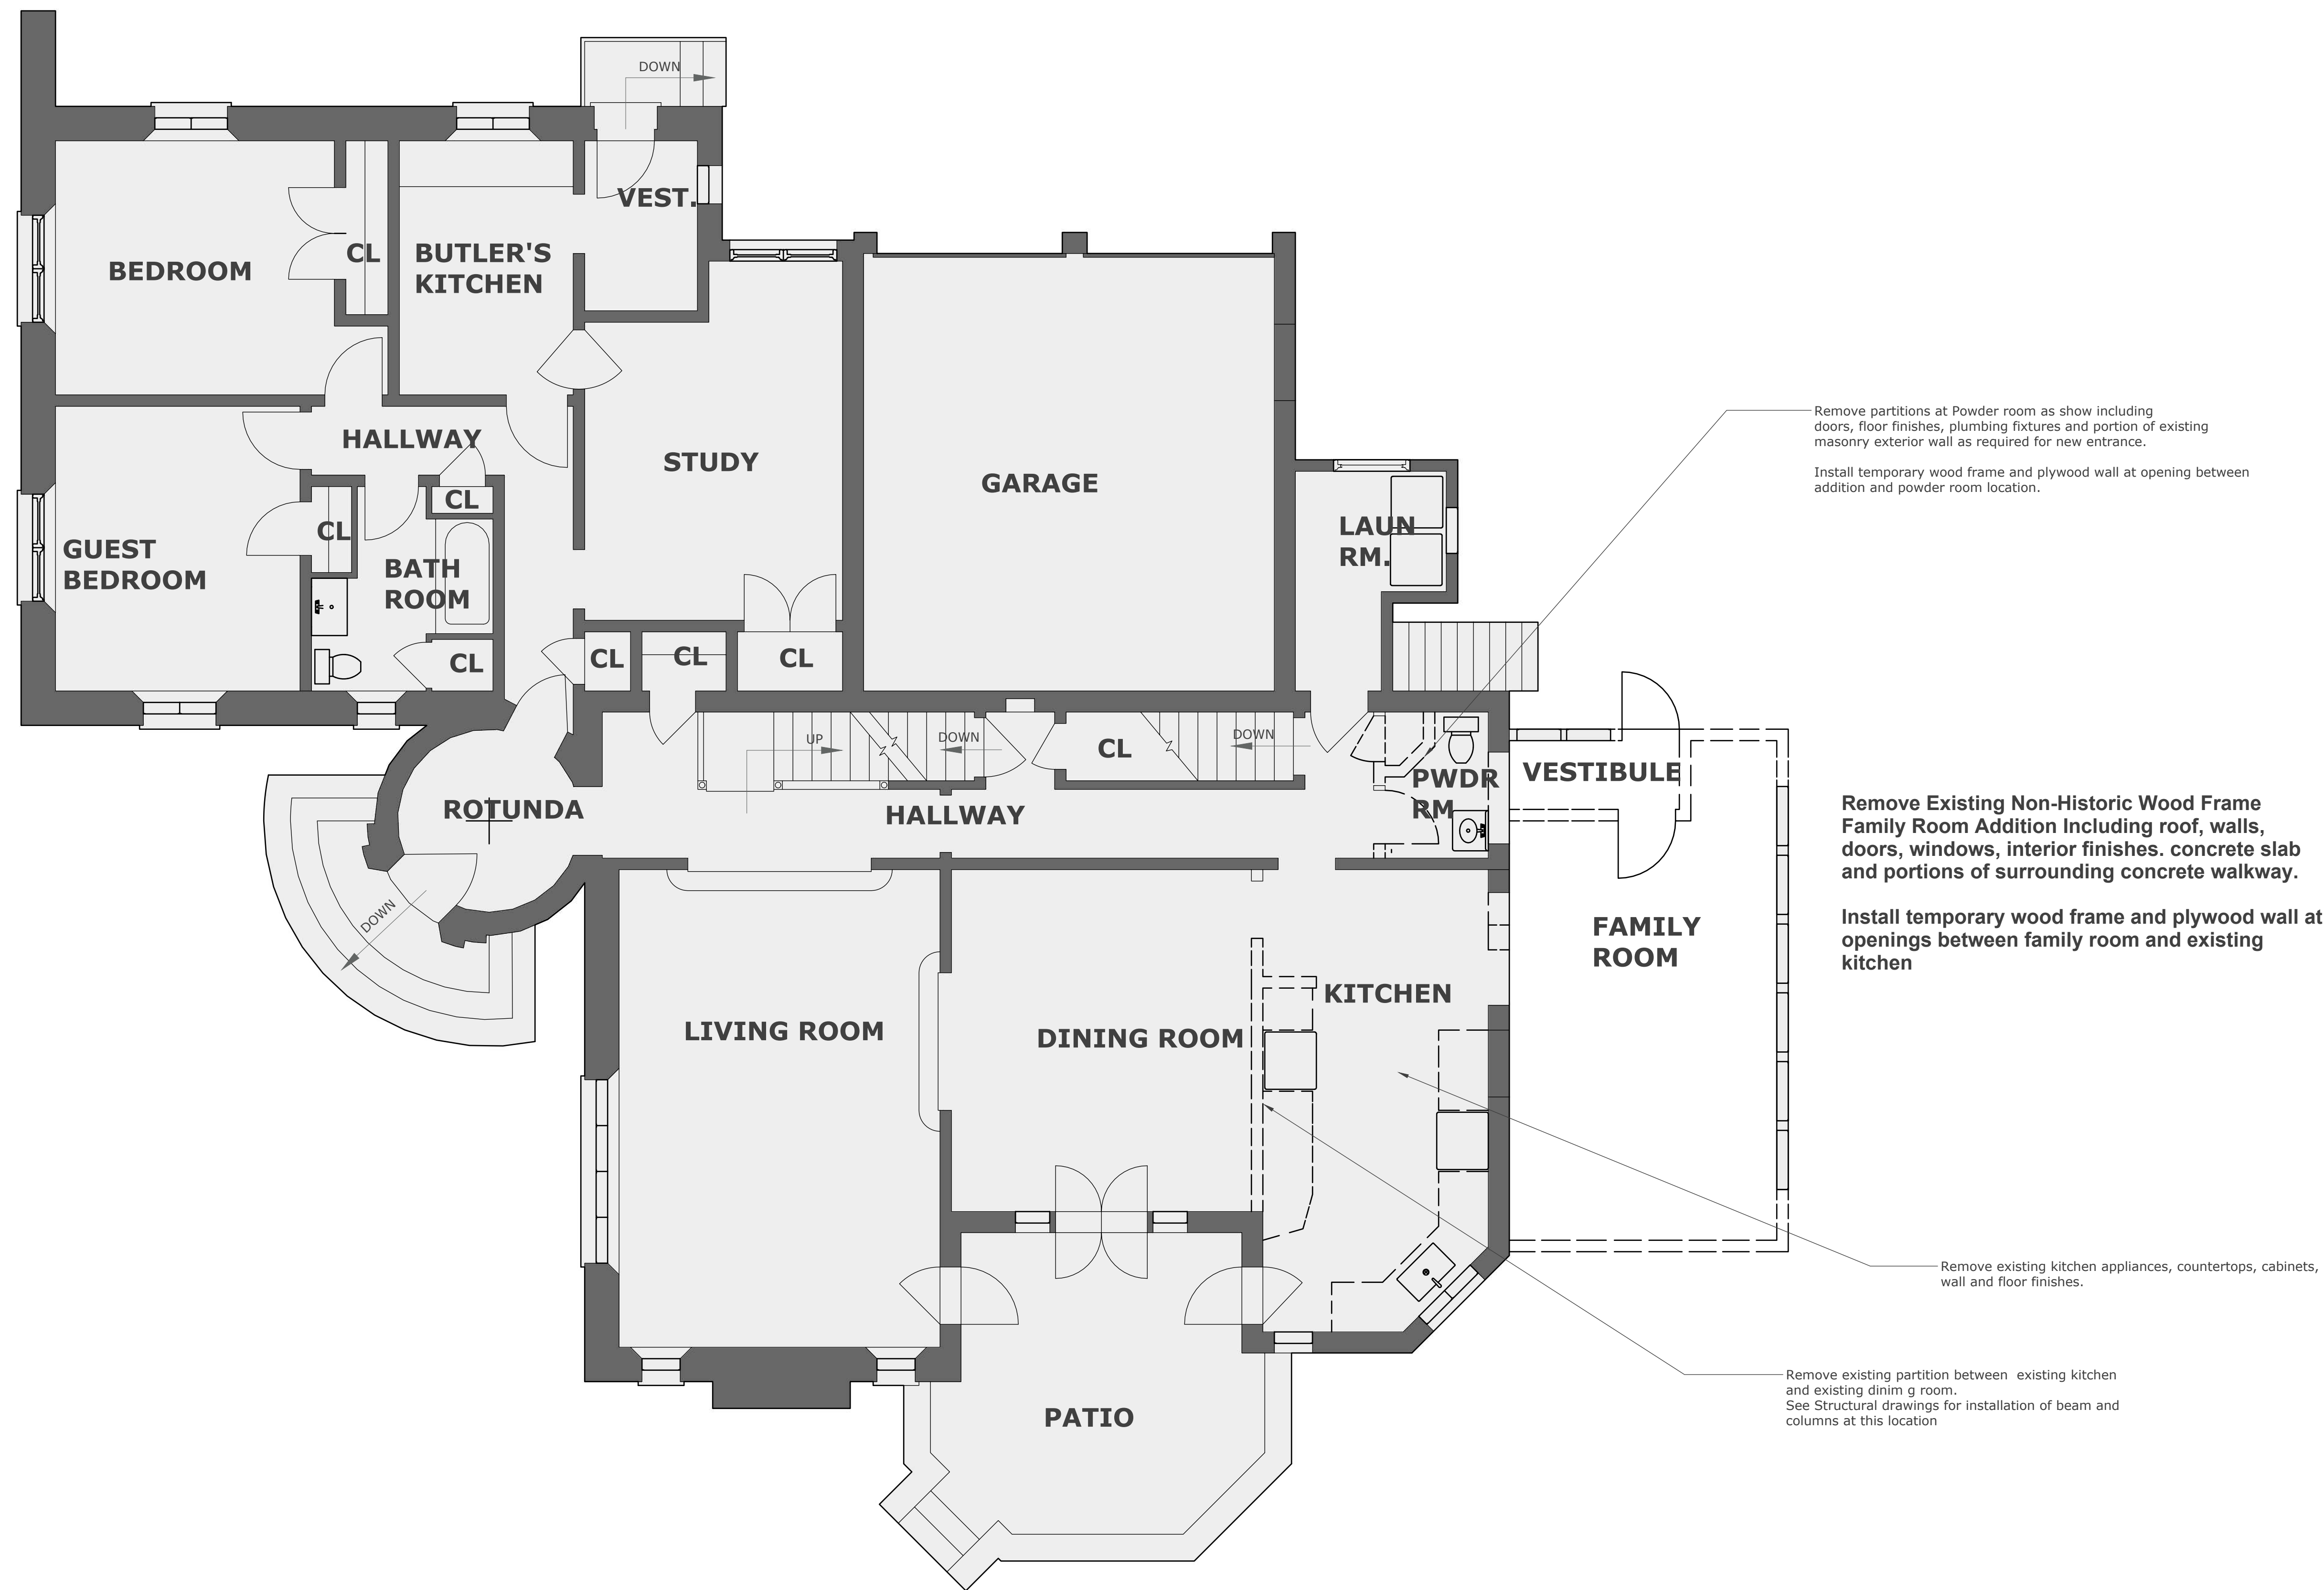 DOWN
VEST.
BEDROOM
CL
BUTLER'S
KITCHEN
HALLWAY
STUDY
GARAGE
CL
CL
GUEST
BEDROOM
BATH
ROOM
LAUN
RM.
CL
CL
CL
CL
UP
DOWN
CL
DOWN
PWDR
RM
VESTIBULE
ROTUNDA
HALLWAY
DOWN
FAMILY
ROOM
KITCHEN
LIVING ROOM
DINING ROOM
PATIO
Remove partitions at Powder room as show including
doors, floor finishes, plumbing fixtures and portion of existing
masonry exterior wall as required for new entrance.
Install temporary wood frame and plywood wall at opening between
addition and powder room location.
Remove Existing Non-Historic Wood Frame
Family Room Addition Including roof, walls,
doors, windows, interior finishes. concrete slab
and portions of surrounding concrete walkway.
Install temporary wood frame and plywood wall at
openings between family room and existing
kitchen
Remove existing kitchen appliances, countertops, cabinets,
wall and floor finishes.
Remove existing partition between existing kitchen
and existing dinim g room.
See Structural drawings for installation of beam and
columns at this location